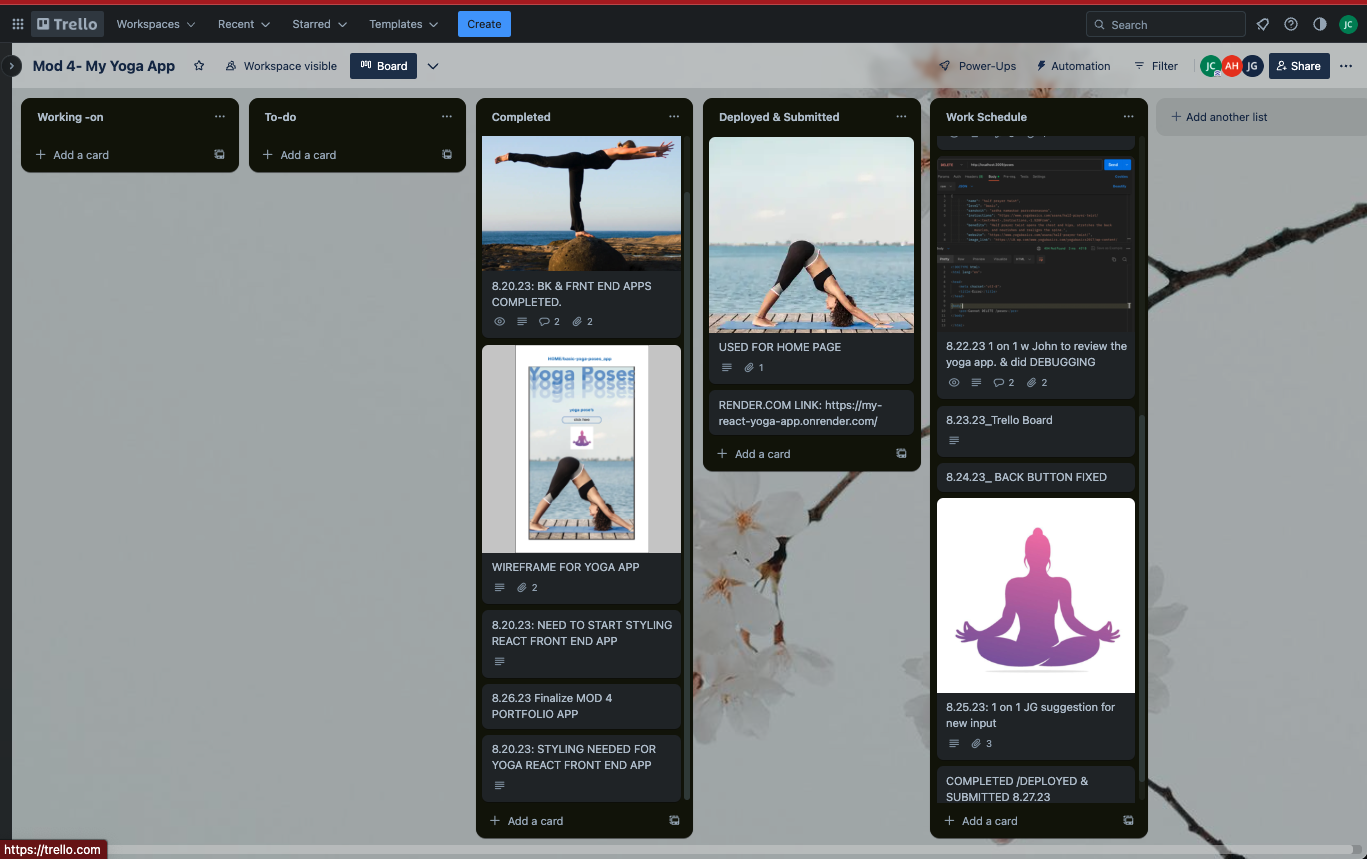 Trello
Workspaces
Recent
Starred
Templates
Create
Search
JC
Mod 4- My Yoga App
Workspace visible
Board
Power-Ups
Automation
Filter
JC
AH
JG
Share
Working -on
Add a card
To-do
Add a card
Completed
8.20.23: BK & FRNT END APPS
COMPLETED.
2
2
HOME/basic-yoga-poses_app
Yoga Poses
yoga pose's
WIREFRAME FOR YOGA APP
2
8.20.23: NEED TO START STYLING
REACT FRONT END APP
8.26.23 Finalize MOD 4
PORTFOLIO APP
8.20.23: STYLING NEEDED FOR
YOGA REACT FRONT END APP
Add a card
Deployed & Submitted
USED FOR HOME PAGE
1
RENDER.COM LINK: https://my-
react-yoga-app.onrender.com/
Add a card
Work Schedule
DELETE
Send
8.22.23 1 on 1 w John to review the
yoga app. & did DEBUGGING
2
2
8.23.23_Trello Board
8.24.23_ BACK BUTTON FIXED
8.25.23: 1 on 1 JG suggestion for
new input
3
COMPLETED /DEPLOYED &
SUBMITTED 8.27.23
Add a card
Add another list
https://trello.com